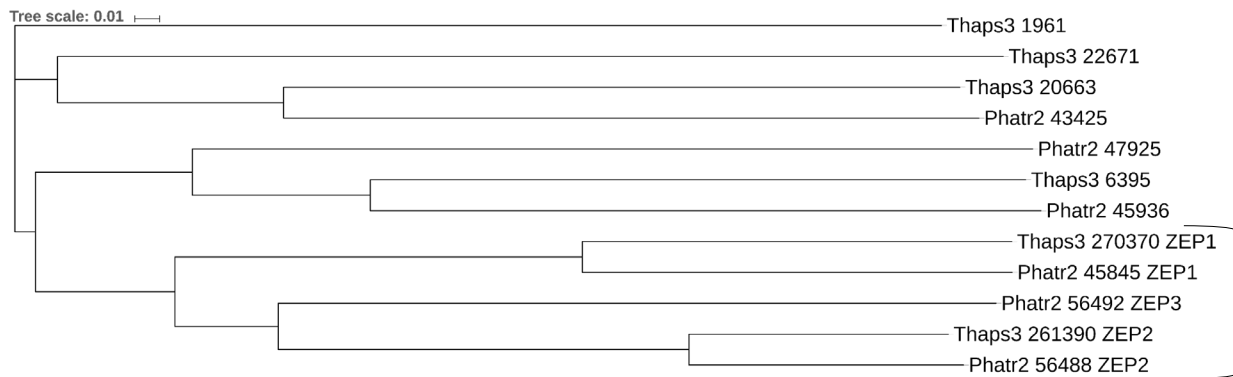 Tree scale: 0.01
Thaps3 1961
Thaps3 22671
Thaps3 20663
Phatr2 43425
Phatr2 47925
Thaps3 6395
Phatr2 45936
Thaps3 270370 ZEP1
Phatr2 45845 ZEP1
Phatr2 56492 ZEP3
Thaps3 261390 ZEP2
Phatr2 56488 ZEP2